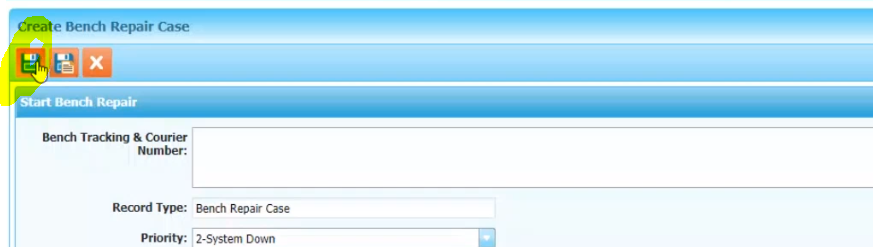 Create Bench Repair Case
Start Bench Repair
Bench Tracking & Courier
Number:
Record Type: Bench Repair Case
Priority: 2-System Down